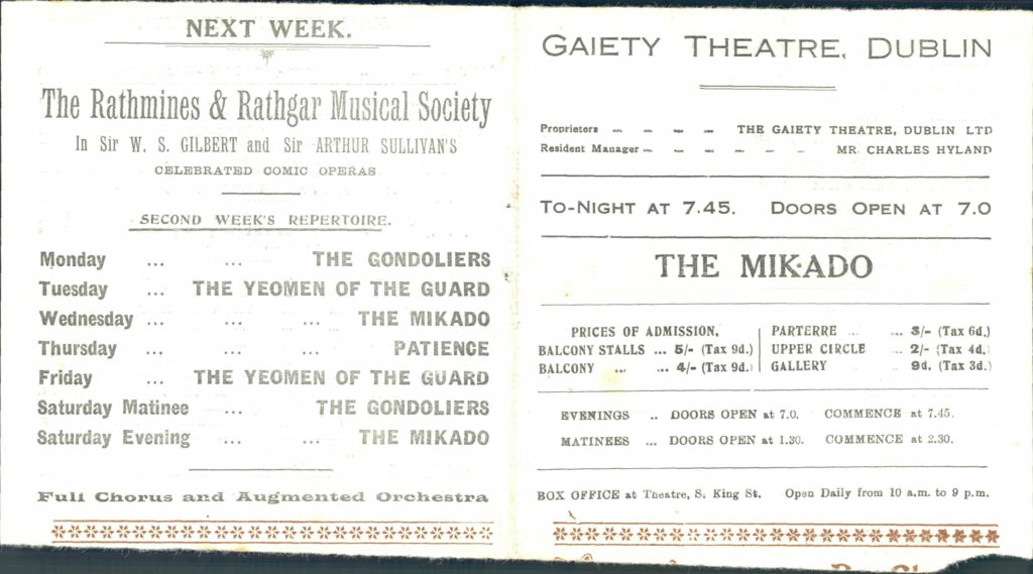 NEXT WEEK.
The Rathmines & Rathgar Musical Society
In Sir W. S. GILBERT and Sir ARTHUR SULLIVAN'S
CELEBRATED COMIC OPERAS
SECOND WEEK'S REPERTOIRE.
Monday ... ... THE GONDOLIERS
Tuesday ... THE YEOMEN OF THE GUARD
Wednesday ... ... ... THE MIKADO
Thursday ... ... ... PATIENCE
Friday ... THE YEOMEN OF THE GUARD
Saturday Matinee ... THE GONDOLIERS
Saturday Evening ... ... THE MIKADO
Full Chorus and Augmented Orchestra
GAIETY THEATRE, DUBLIN
Proprietors - - - - THE GAIETY THEATRE, DUBLIN LTD
Resident Manager - - - - - - MR. CHARLES HYLAND
TO-NIGHT AT 7.45. DOORS OPEN AT 7.0
THE MIKADO
PRICES OF ADMISSION,
BALCONY STALLS ... 5/- (Tax 9d.)
BALCONY ... ... 4/- (Tax 9d.)
PARTERRE ... ... 3/- (Tax 6d.)
UPPER CIRCLE ... 2/- (Tax 4d.)
GALLERY ... 9d. (Tax 3d.)
EVENINGS .. DOORS OPEN at 7.0. COMMENCE at 7.45.
MATINEES ... DOORS OPEN at 1.30. COMMENCE at 2.30.
BOX OFFICE at Theatre, S. King St. Open Daily from 10 a.m. to 9 p.m.